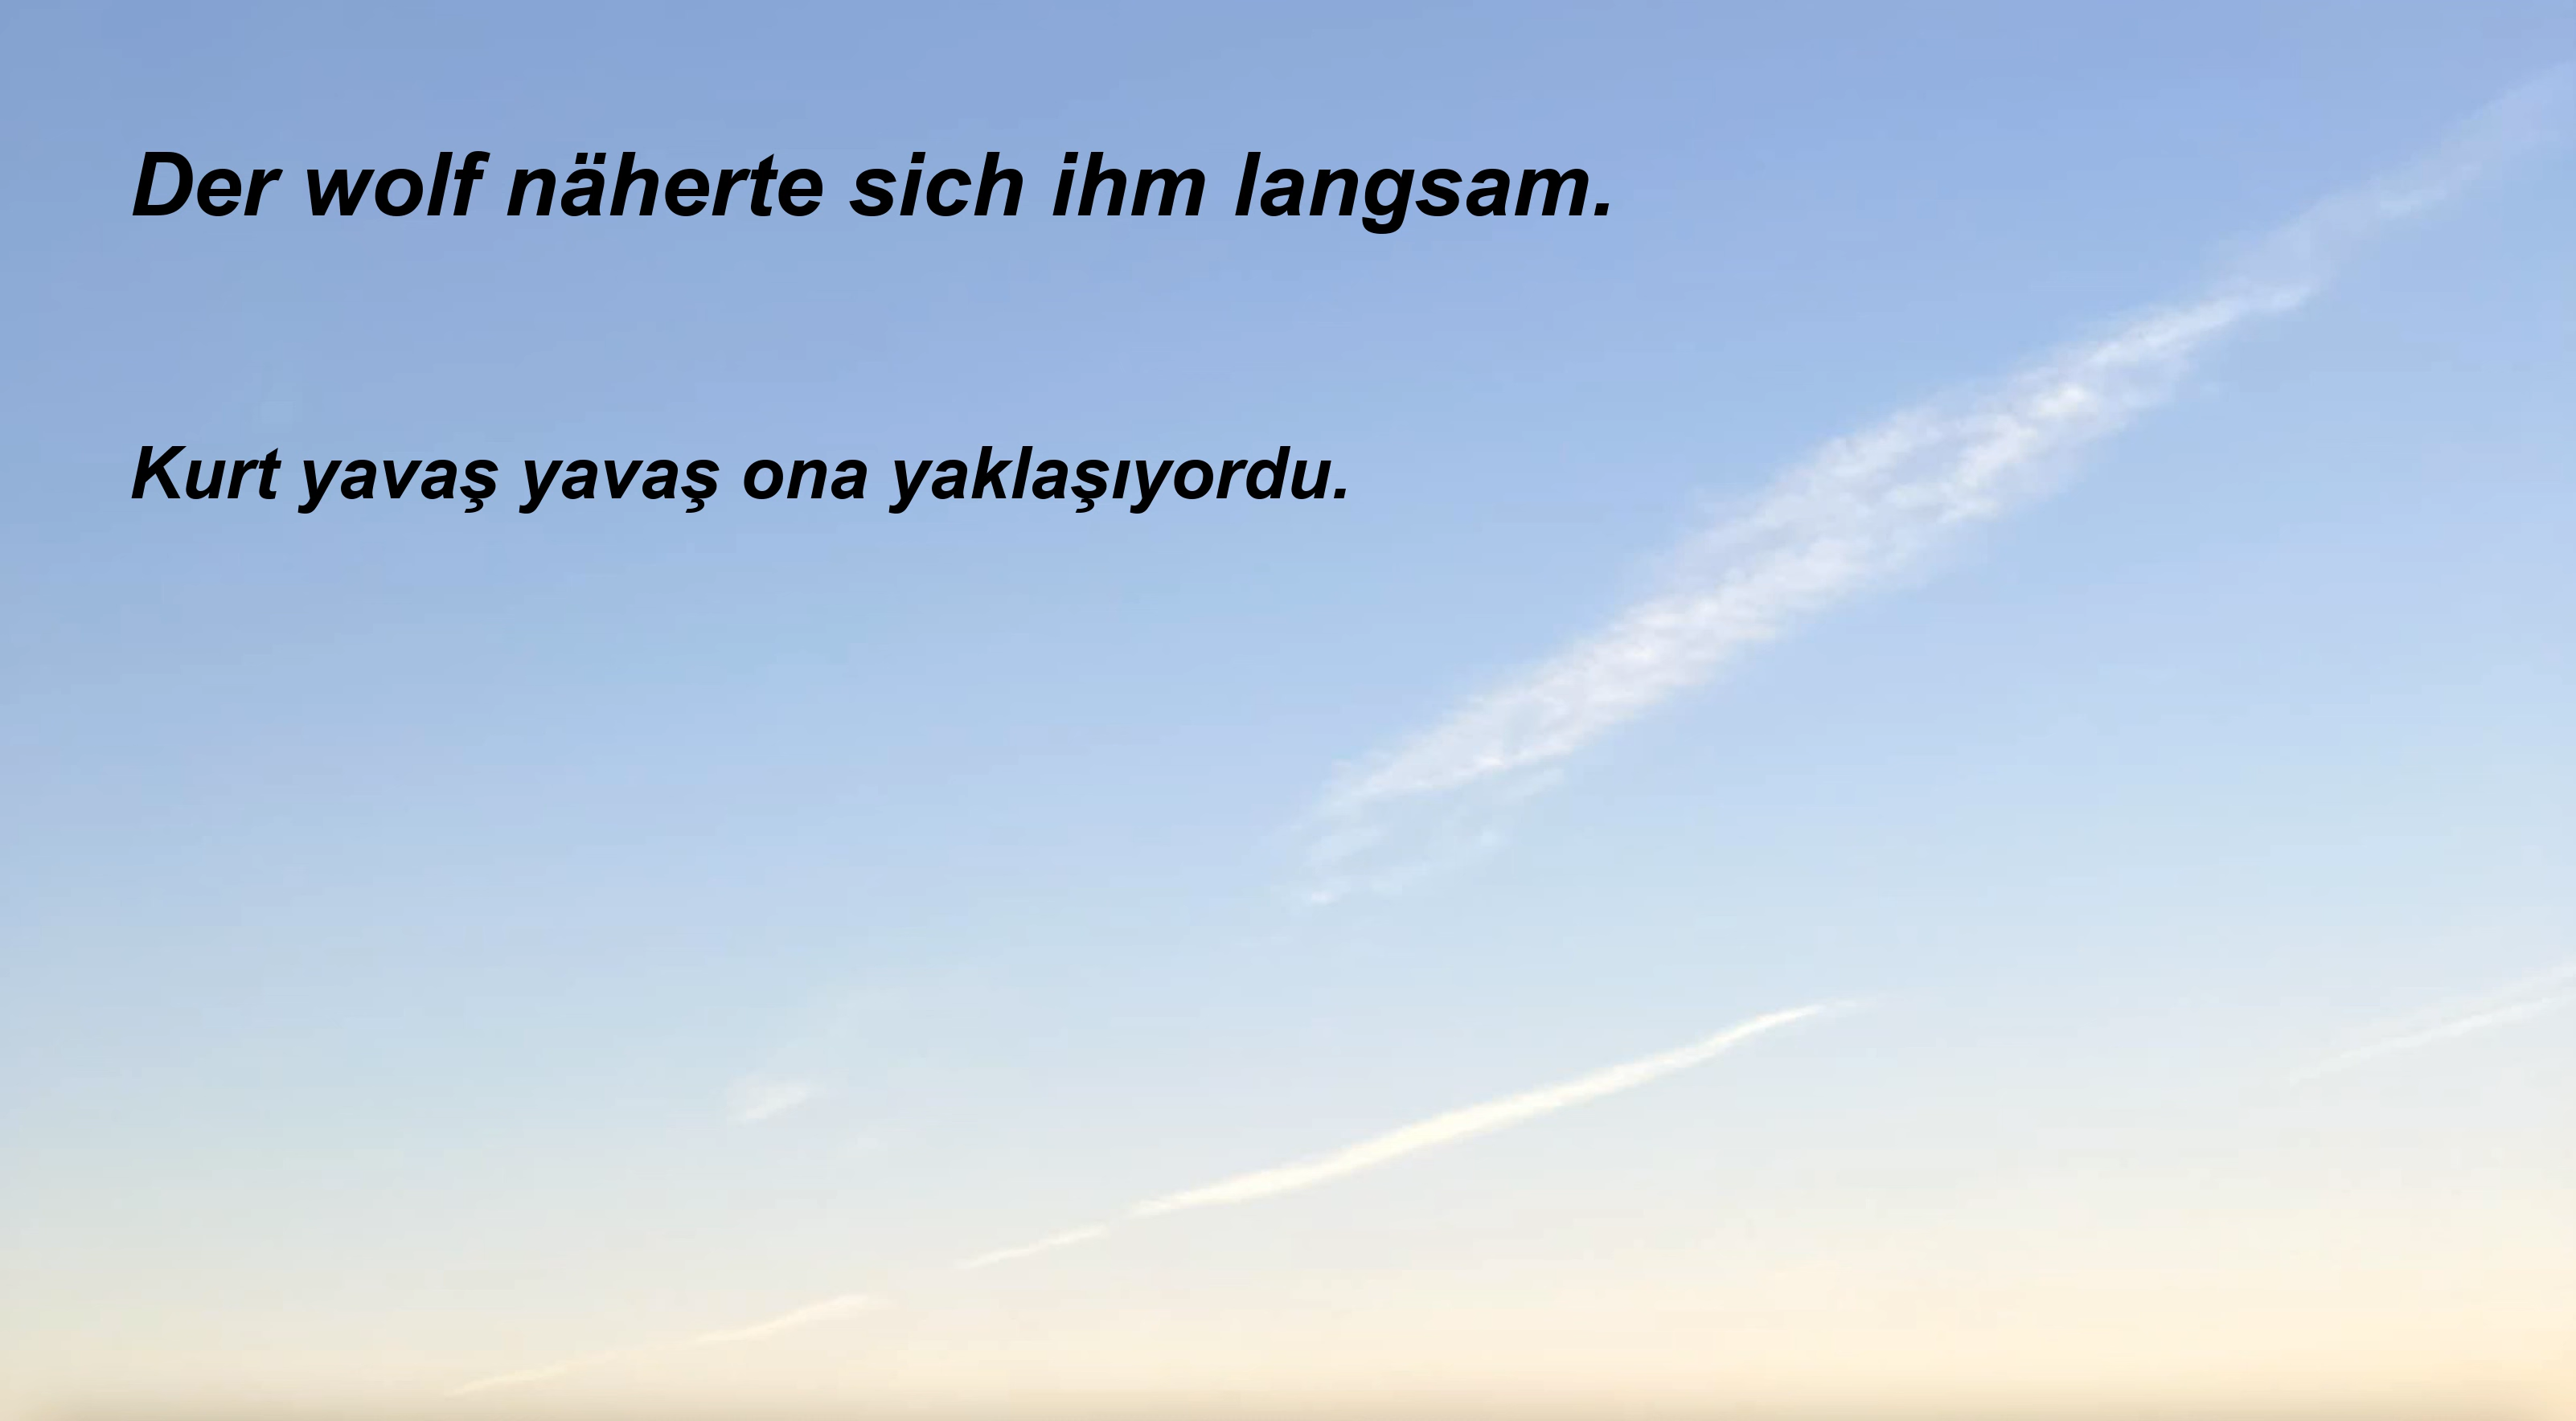 Der wolf näherte sich ihm langsam.
Kurt yavaş yavaş ona yaklaşıyordu.